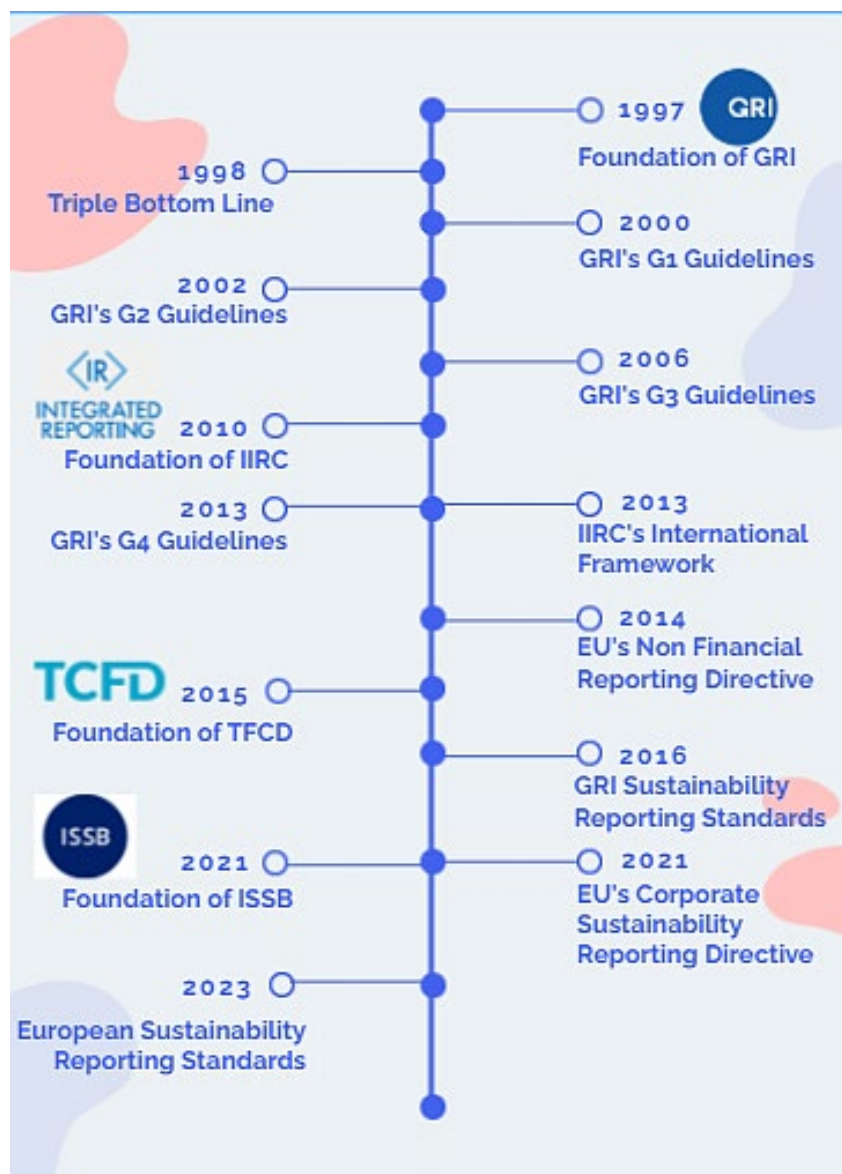 1997
GRI
Foundation of GRI
1998
Triple Bottom Line
2000
GRI's G1 Guidelines
2002
GRI's G2 Guidelines
2006
GRI's G3 Guidelines
<IR>
INTEGRATED
REPORTING
2010
Foundation of IIRC
2013
GRI's G4 Guidelines
2013
IIRC's International
Framework
2014
EU's Non Financial
Reporting Directive
TCFD
2015
Foundation of TFCD
2016
GRI Sustainability
Reporting Standards
ISSB
2021
Foundation of ISSB
2021
EU's Corporate
Sustainability
Reporting Directive
2023
European Sustainability
Reporting Standards